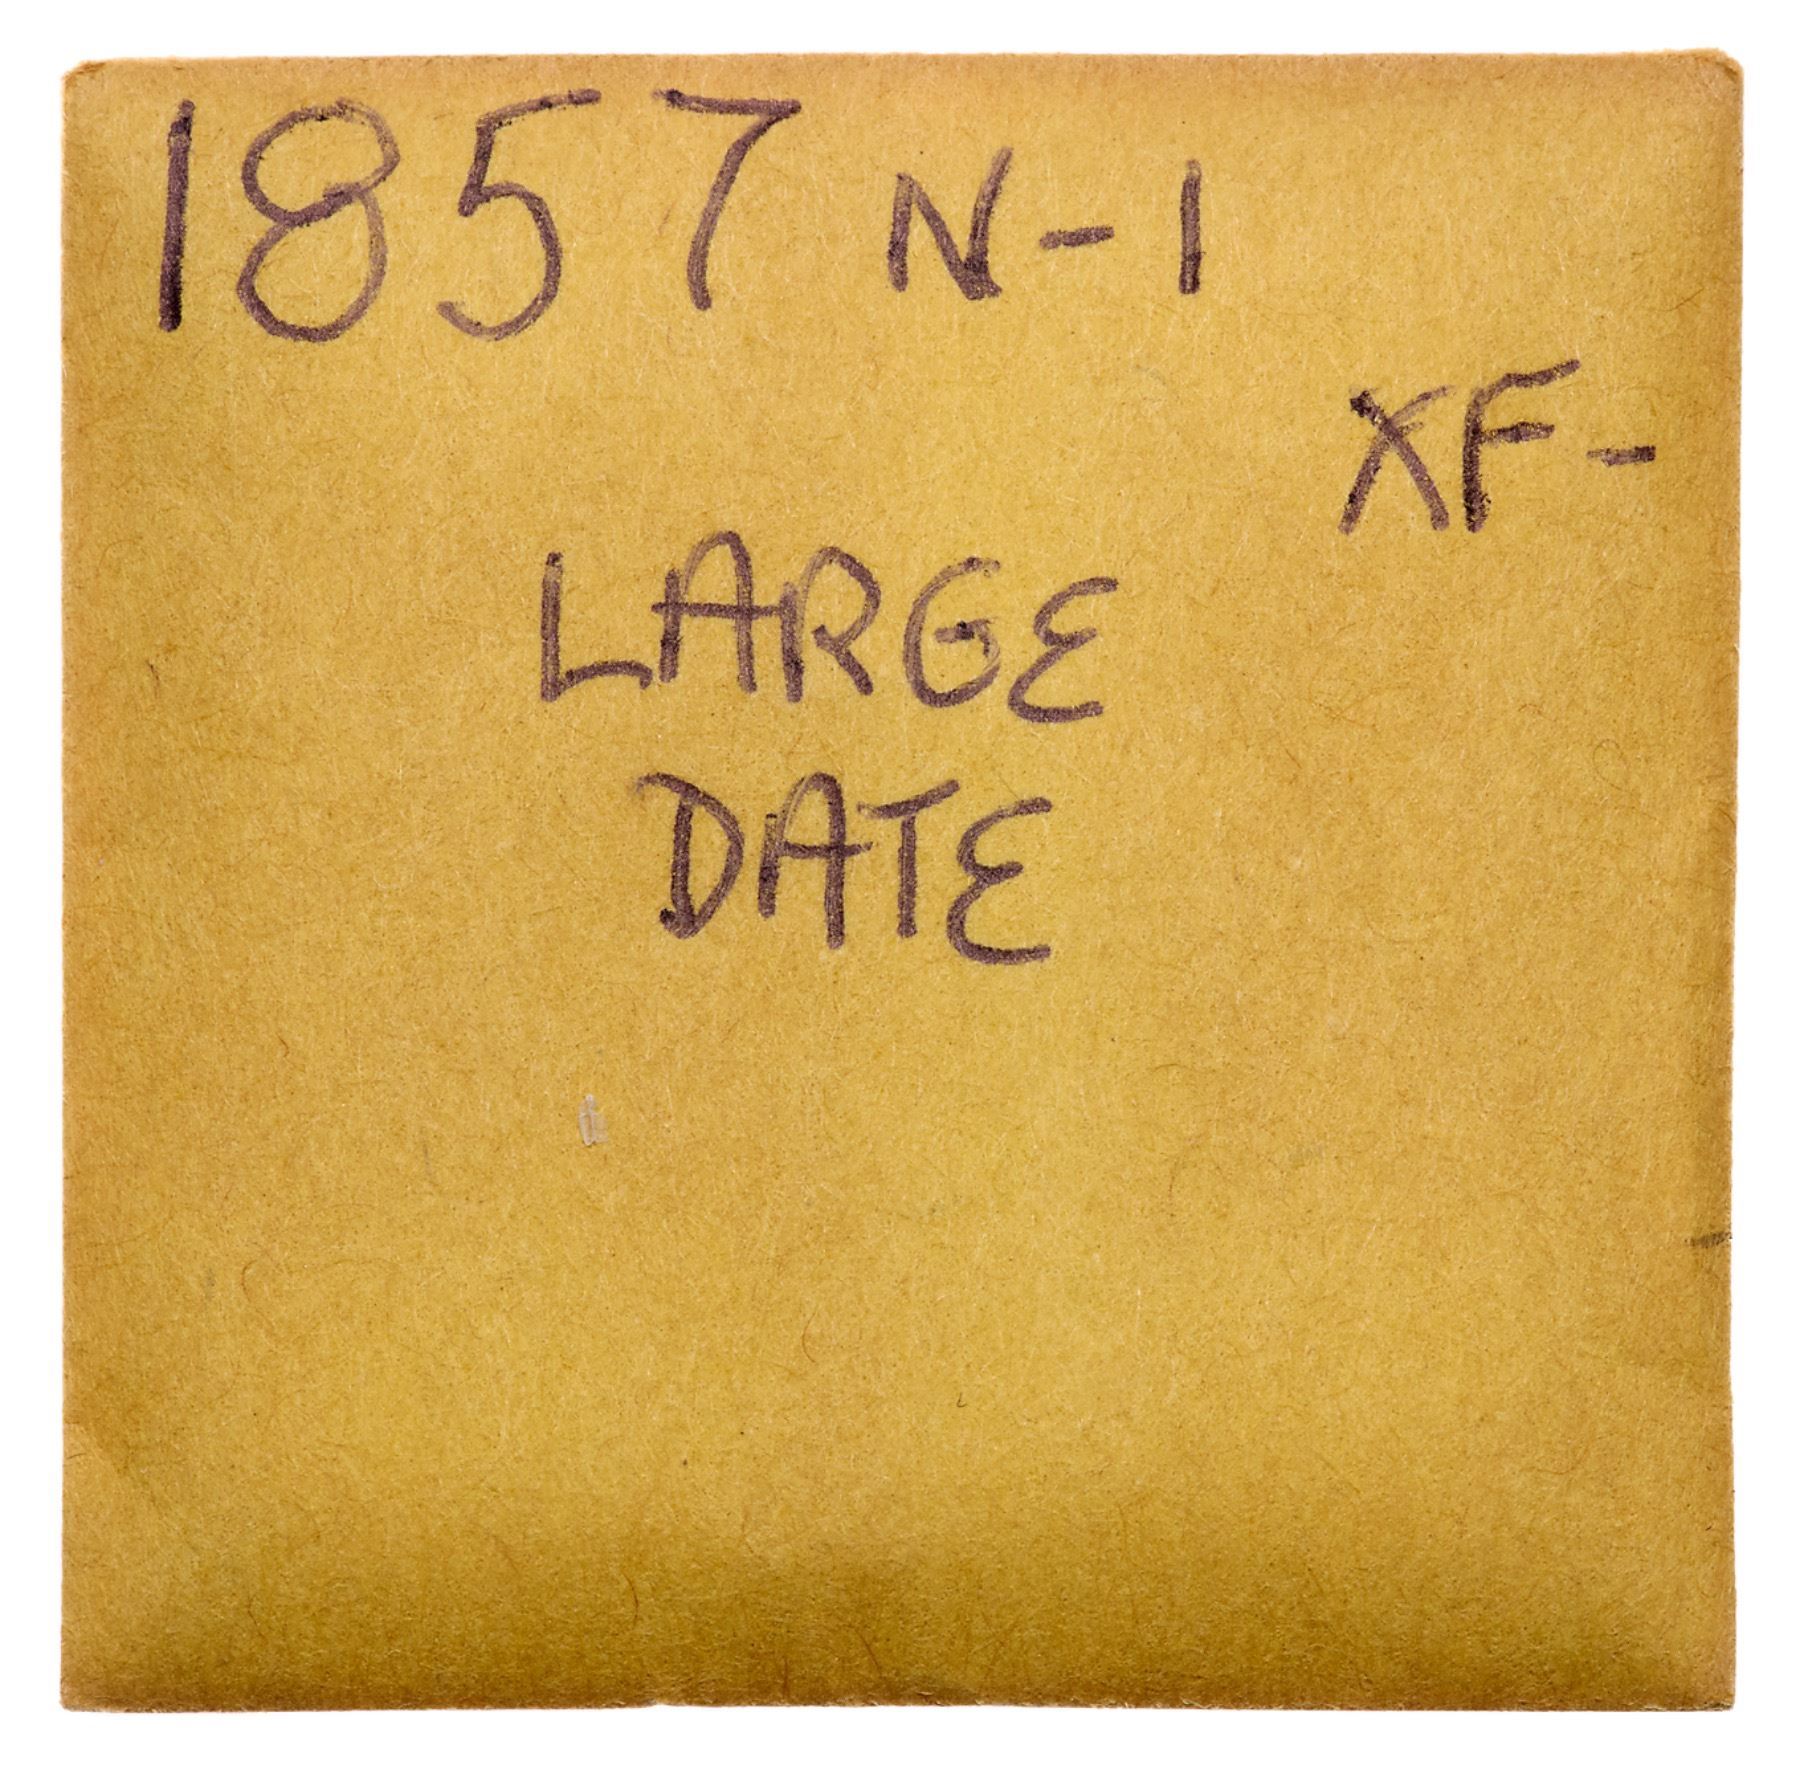 1857 N-1
XF-
LARGE
DATE